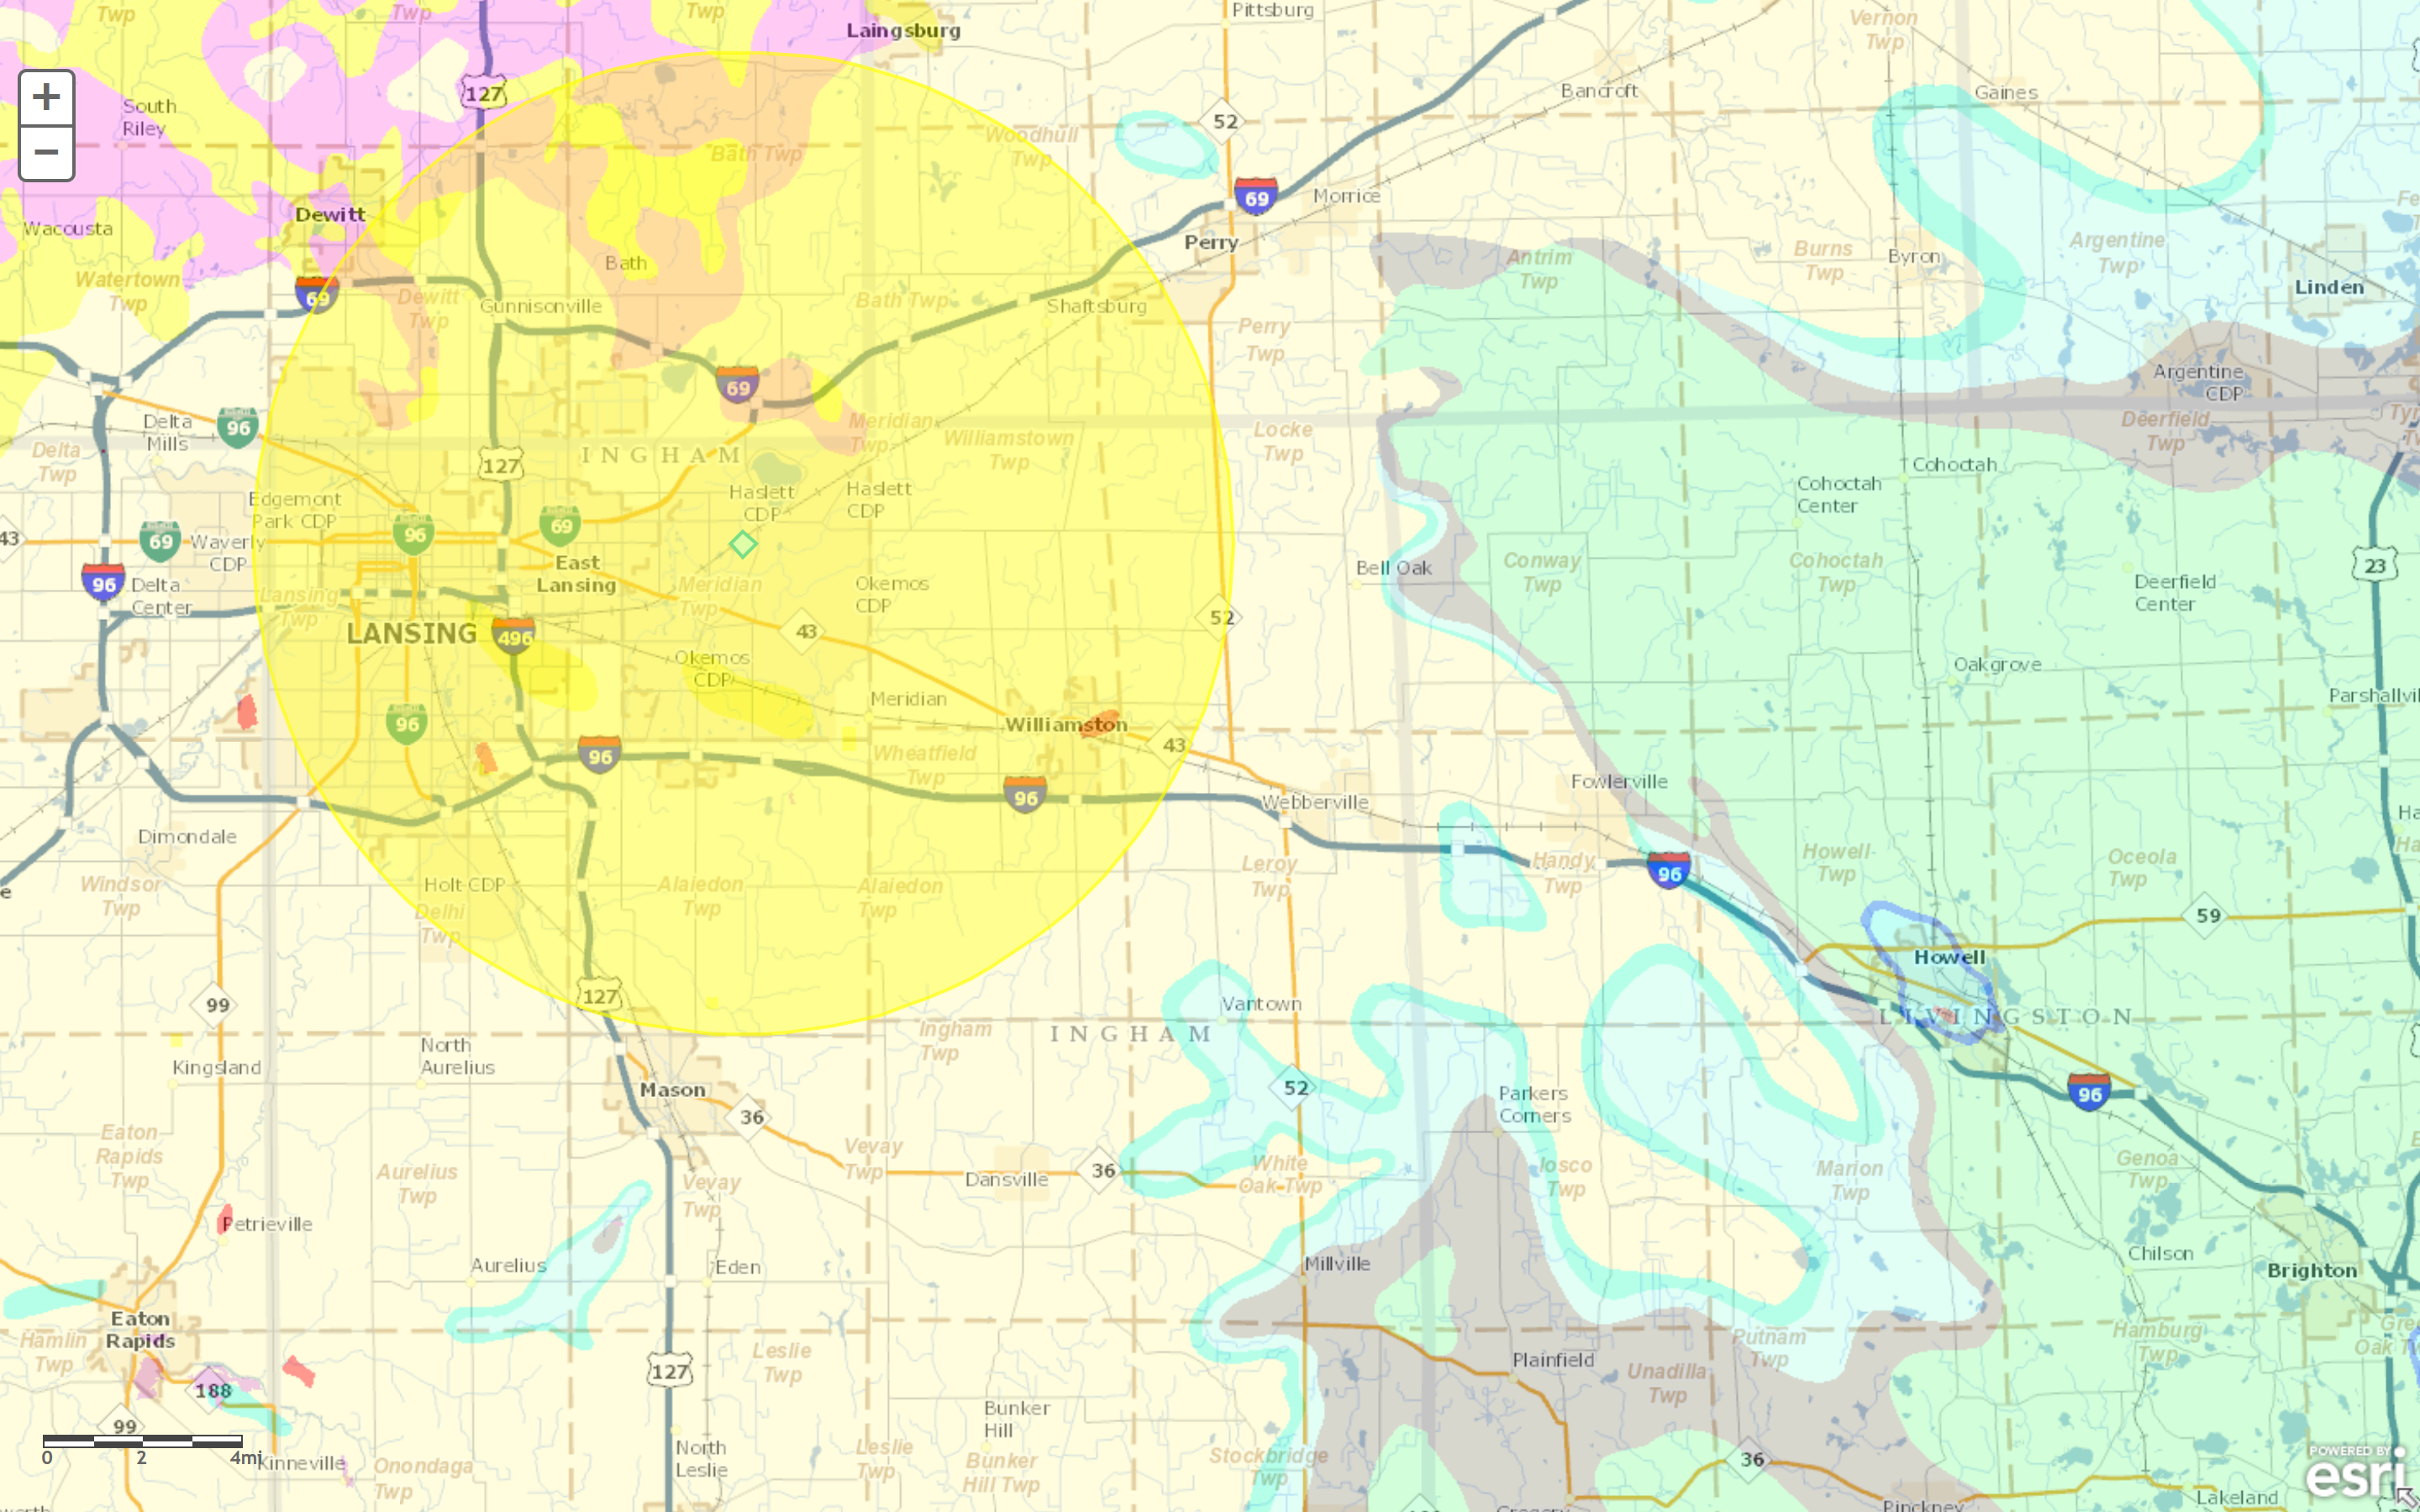 Twp
Twp
Twp
Laingsburg
Pittsburg
Vernon
Twp
+
−
127
South
Riley
52
Bancroft
Gaines
Woodhull
Twp
Bath Twp
69
Morrice
Dewitt
Wacousta
Perry
Burns
Twp
Argentine
Twp
Byron
Antrim
Twp
Watertown
Twp
69
Bath
Linden
Dewitt
Twp
Gunnisonville
Bath Twp
Shaftsburg
Perry
Twp
69
Argentine
CDP
Delta
Mills
96
Meridian
Twp
Williamstown
Twp
Locke
Twp
Deerfield
Twp
Delta
Twp
127
INGHAM
Cohoctah
Cohoctah
Center
Edgemont
Park CDP
Haslett
CDP
Haslett
CDP
43
69
Waverly
CDP
96
69
East
Lansing
Conway
Twp
Cohoctah
Twp
23
Bell Oak
96
Delta
Center
Lansing
Twp
Meridian
Twp
Okemos
CDP
Deerfield
Center
LANSING
496
43
52
Okemos
CDP
Oakgrove
Meridian
96
Williamston
43
96
Wheatfield
Twp
96
Fowlerville
Webberville
Dimondale
Handy
Twp
96
Howell
Twp
Oceola
Twp
Leroy
Twp
Windsor
Twp
Holt CDP
Delhi
Twp
Alaiedon
Twp
Alaiedon
Twp
59
Howell
99
127
Vantown
LIVINGSTON
Ingham
Twp
INGHAM
North
Aurelius
Kingsland
Mason
52
Parkers
Corners
96
36
Eaton
Rapids
Twp
Vevay
Twp
Aurelius
Twp
Vevay
Twp
Dansville
36
White
Oak Twp
Iosco
Twp
Marion
Twp
Genoa
Twp
Petrieville
Aurelius
Eden
Millville
Chilson
Brighton
Eaton
Rapids
Hamlin
Twp
Leslie
Twp
Putnam
Twp
Hamburg
Twp
Plainfield
Unadilla
Twp
188
127
99
Bunker
Hill
0 2 4mi
Kinneville
Onondaga
Twp
North
Leslie
Leslie
Twp
Bunker
Hill Twp
Stockbridge
Twp
36
POWERED BY
esri
Lakeland
Pinckney
Gregory